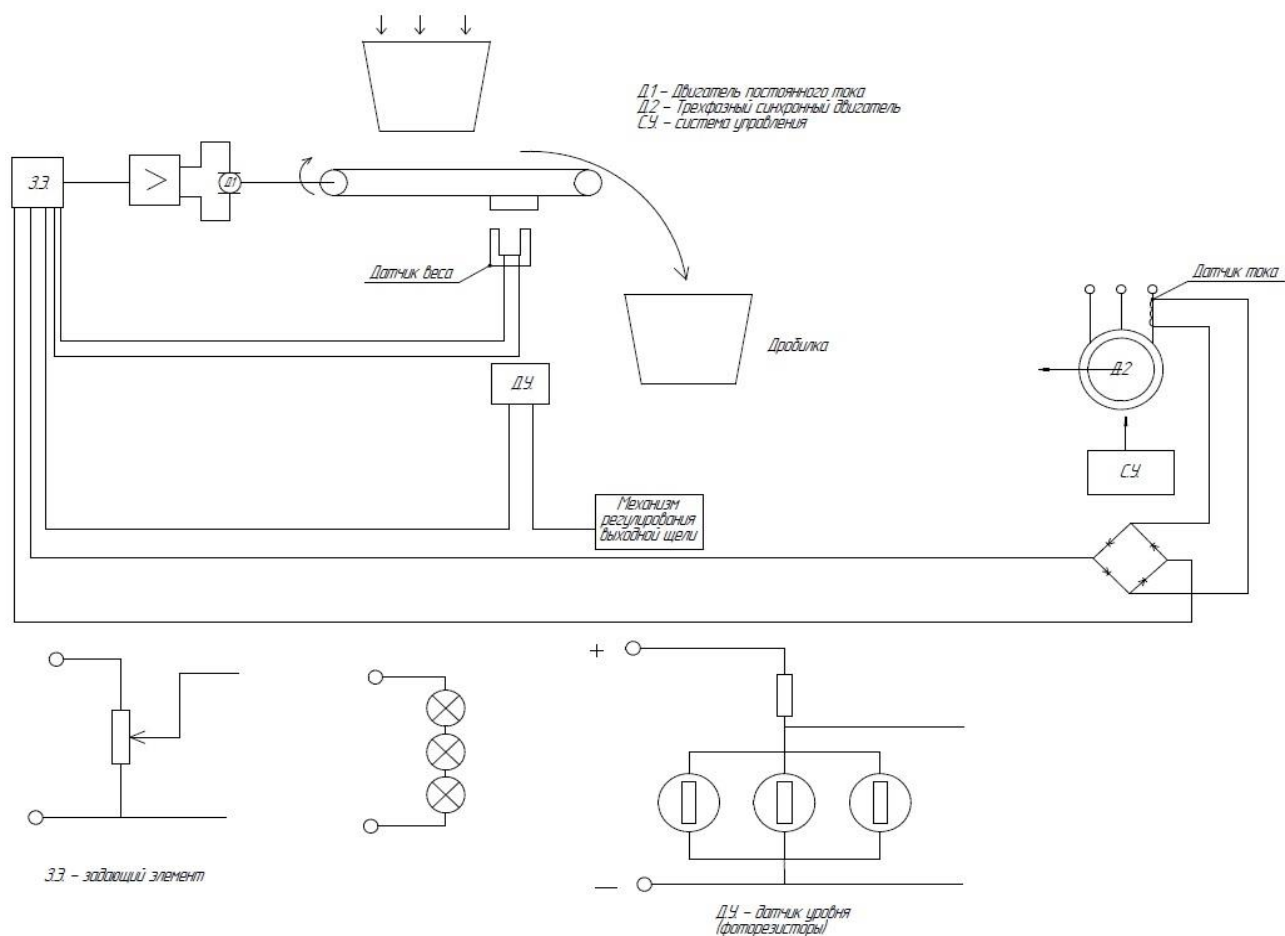 Д.1 – Двигатель постоянного тока
Д.2 – Трехфазный синхронный двигатель
С.У. – система управления
З.Э.
>
Д1
Датчик веса
Датчик тока
Дробилка
Д.2
Д.У.
С.У.
Механизм
регулирования
выходной щели
+
—
З.Э. – задающий элемент
Д.У. – датчик уровня
(фоторезисторы)